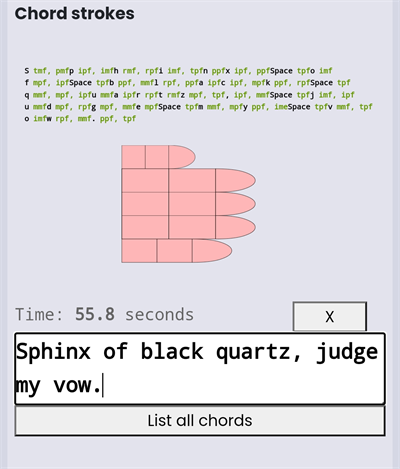 Chord strokes
S tmf, pmfp ipf, imfh rmf, rpfi imf, tpfn ppfx ipf, ppfSpace tpfo imf
f mpf, ipfSpace tpfb ppf, mmfl rpf, ppfa ipfc ipf, mpfk ppf, rpfSpace tpf
q mmf, mpf, ipfu mmfa ipfr rpft rmfz mpf, tpf, ipf, mmfSpace tpfj imf, ipf
u mmfd mpf, rpfg mpf, mmfe mpfSpace tpfm mmf, mpfy ppf, imeSpace tpfv mmf, tpf
o imfw rpf, mmf. ppf, tpf
Time: 55.8 seconds
X
Sphinx of black quartz, judge
my vow.
List all chords